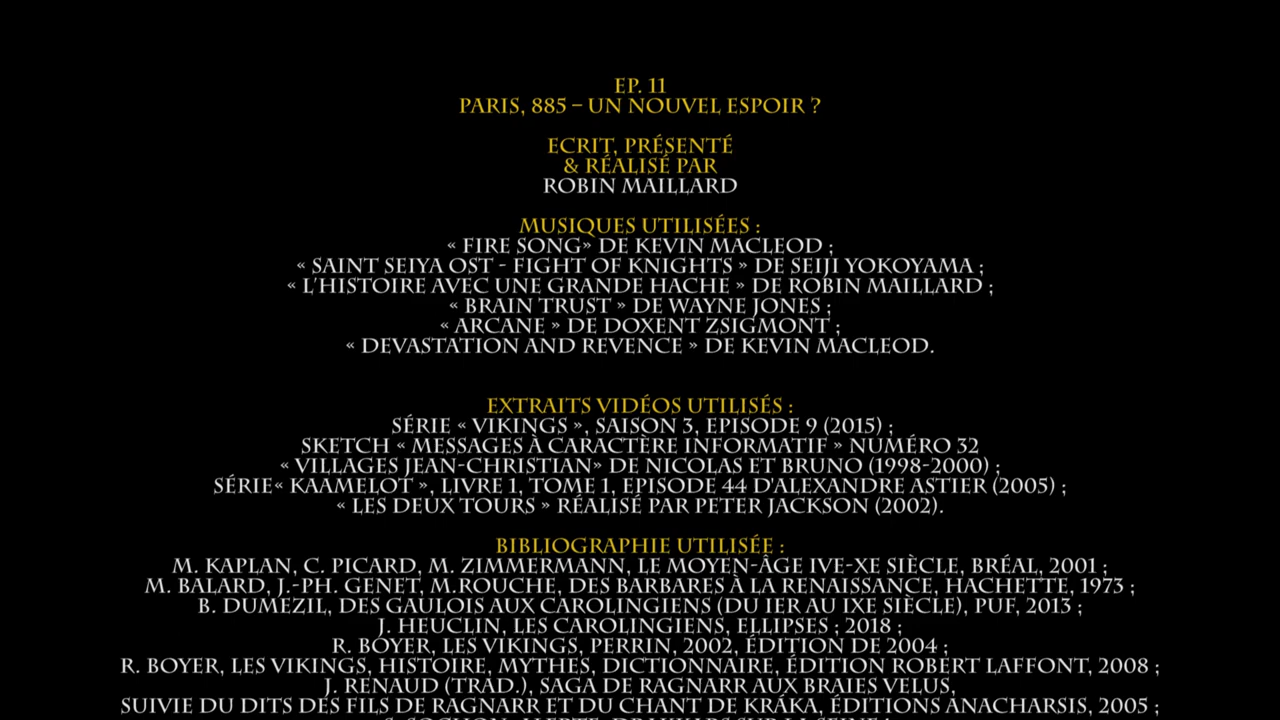 EP. 11
PARIS, 885 – UN NOUVEL ESPOIR ?
ECRIT, PRÉSENTÉ
& RÉALISÉ PAR
ROBIN MAILLARD
MUSIQUES UTILISÉES :
« FIRE SONG» DE KEVIN MACLEOD ;
« SAINT SEIYA OST - FIGHT OF KNIGHTS » DE SEIJI YOKOYAMA ;
« L'HISTOIRE AVEC UNE GRANDE HACHE » DE ROBIN MAILLARD ;
« BRAIN TRUST » DE WAYNE JONES ;
« ARCANE » DE DOXENT ZSIGMONT ;
« DEVASTATION AND REVENCE » DE KEVIN MACLEOD.
EXTRAITS VIDÉOS UTILISÉS :
SÉRIE « VIKINGS », SAISON 3, EPISODE 9 (2015) ;
SKETCH « MESSAGES À CARACTÈRE INFORMATIF » NUMÉRO 32
« VILLAGES JEAN-CHRISTIAN» DE NICOLAS ET BRUNO (1998-2000) ;
SÉRIE« KAAMELOT », LIVRE 1, TOME 1, EPISODE 44 D'ALEXANDRE ASTIER (2005) ;
« LES DEUX TOURS » RÉALISÉ PAR PETER JACKSON (2002).
BIBLIOGRAPHIE UTILISÉE :
M. KAPLAN, C. PICARD, M. ZIMMERMANN, LE MOYEN-ÂGE IVE-XE SIÈCLE, BRÉAL, 2001 ;
M. BALARD, J.-PH. GENET, M.ROUCHE, DES BARBARES À LA RENAISSANCE, HACHETTE, 1973 ;
B. DUMEZIL, DES GAULOIS AUX CAROLINGIENS (DU IER AU IXE SIÈCLE), PUF, 2013 ;
J. HEUCLIN, LES CAROLINGIENS, ELLIPSES ; 2018 ;
R. BOYER, LES VIKINGS, PERRIN, 2002, ÉDITION DE 2004 ;
R. BOYER, LES VIKINGS, HISTOIRE, MYTHES, DICTIONNAIRE, ÉDITION ROBERT LAFFONT, 2008 ;
J. RENAUD (TRAD.), SAGA DE RAGNARR AUX BRAIES VELUS,
SUIVIE DU DITS DES FILS DE RAGNARR ET DU CHANT DE KRÁKA, ÉDITIONS ANACHARSIS, 2005 ;